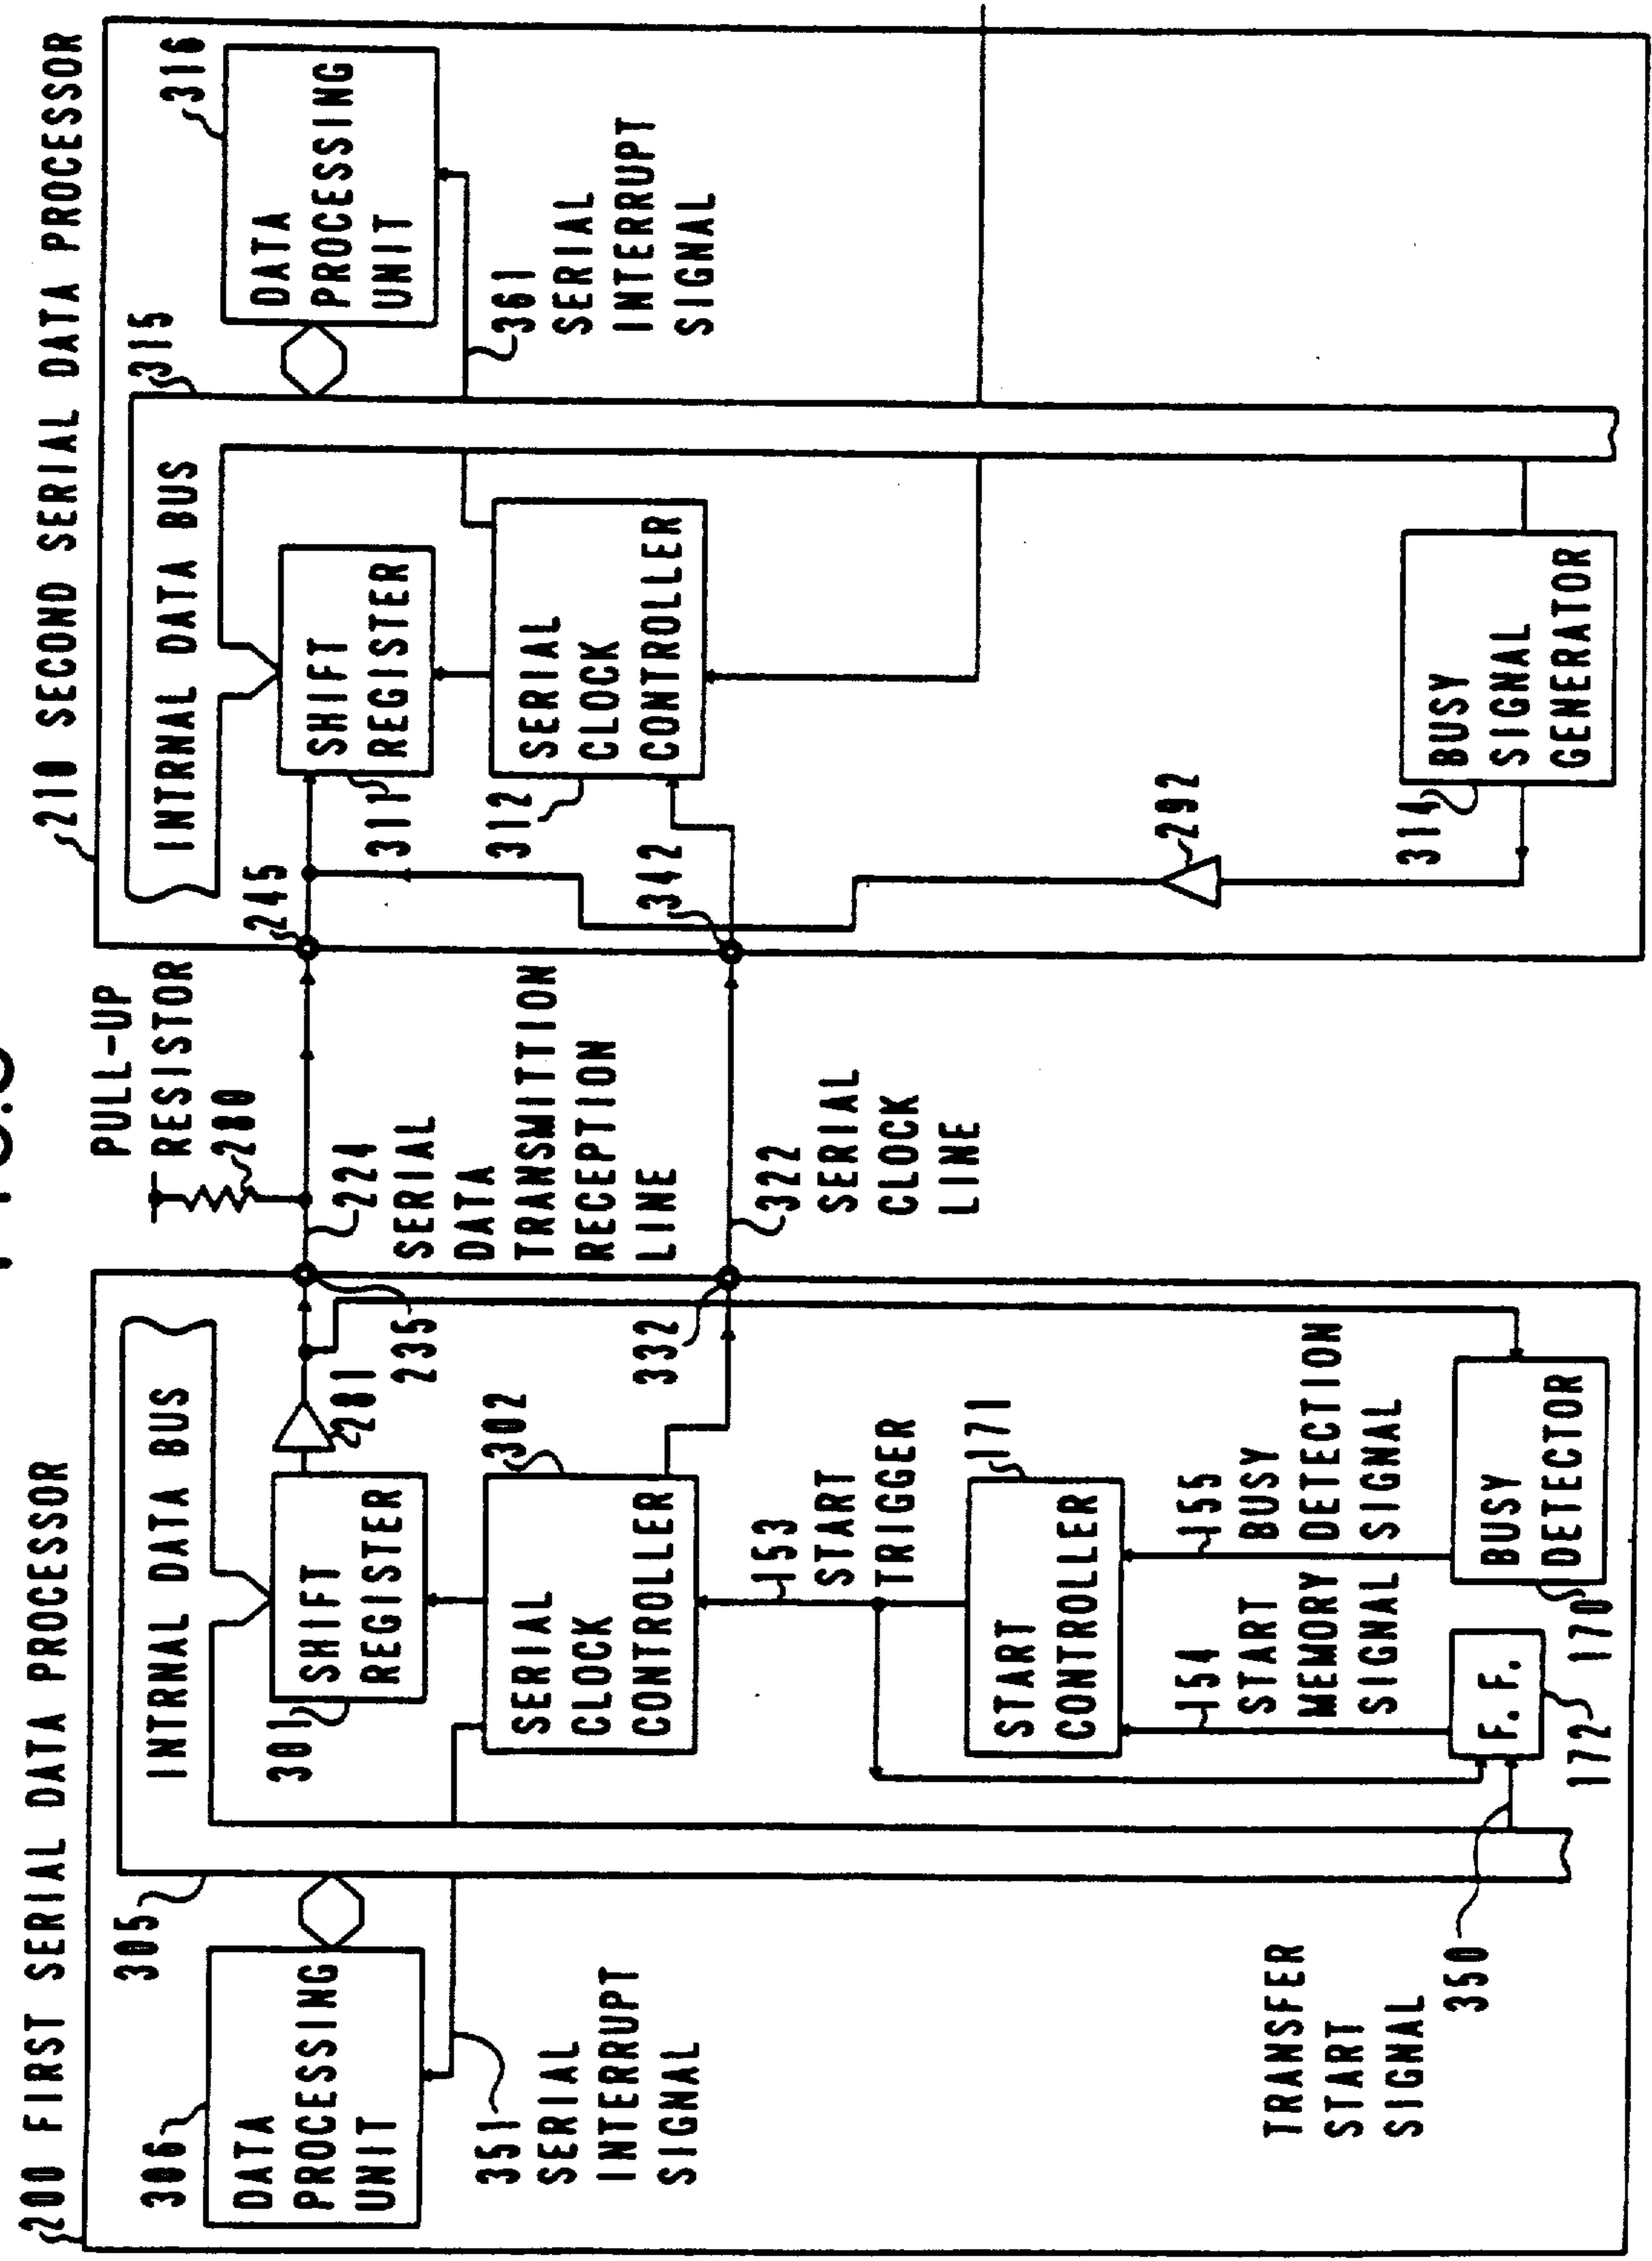 200 FIRST SERIAL DATA PROCESSOR
306
DATA
PROCESSING
UNIT
305
INTRNAL DATA BUS
351
SERIAL
INTERRUPT
SIGNAL
301
SHIFT
REGISTER
281
235
302
SERIAL
CLOCK
CONTROLLER
332
153
START
TRIGGER
171
START
CONTROLLER
154
START
MEMORY
SIGNAL
155
BUSY
DETECTION
SIGNAL
TRANSFER
START
SIGNAL
350
F. F.
172
BUSY
DETECTOR
170
PULL-UP
RESISTOR
280
224
SERIAL
DATA
TRANSMITION
RECEPTION
LINE
322
SERIAL
CLOCK
LINE
210 SECOND SERIAL DATA PROCESSOR
INTRNAL DATA BUS
315
316
DATA
PROCESSING
UNIT
245
311
SHIFT
REGISTER
361
SERIAL
INTERRUPT
SIGNAL
312
SERIAL
CLOCK
CONTROLLER
342
292
314
BUSY
SIGNAL
GENERATOR